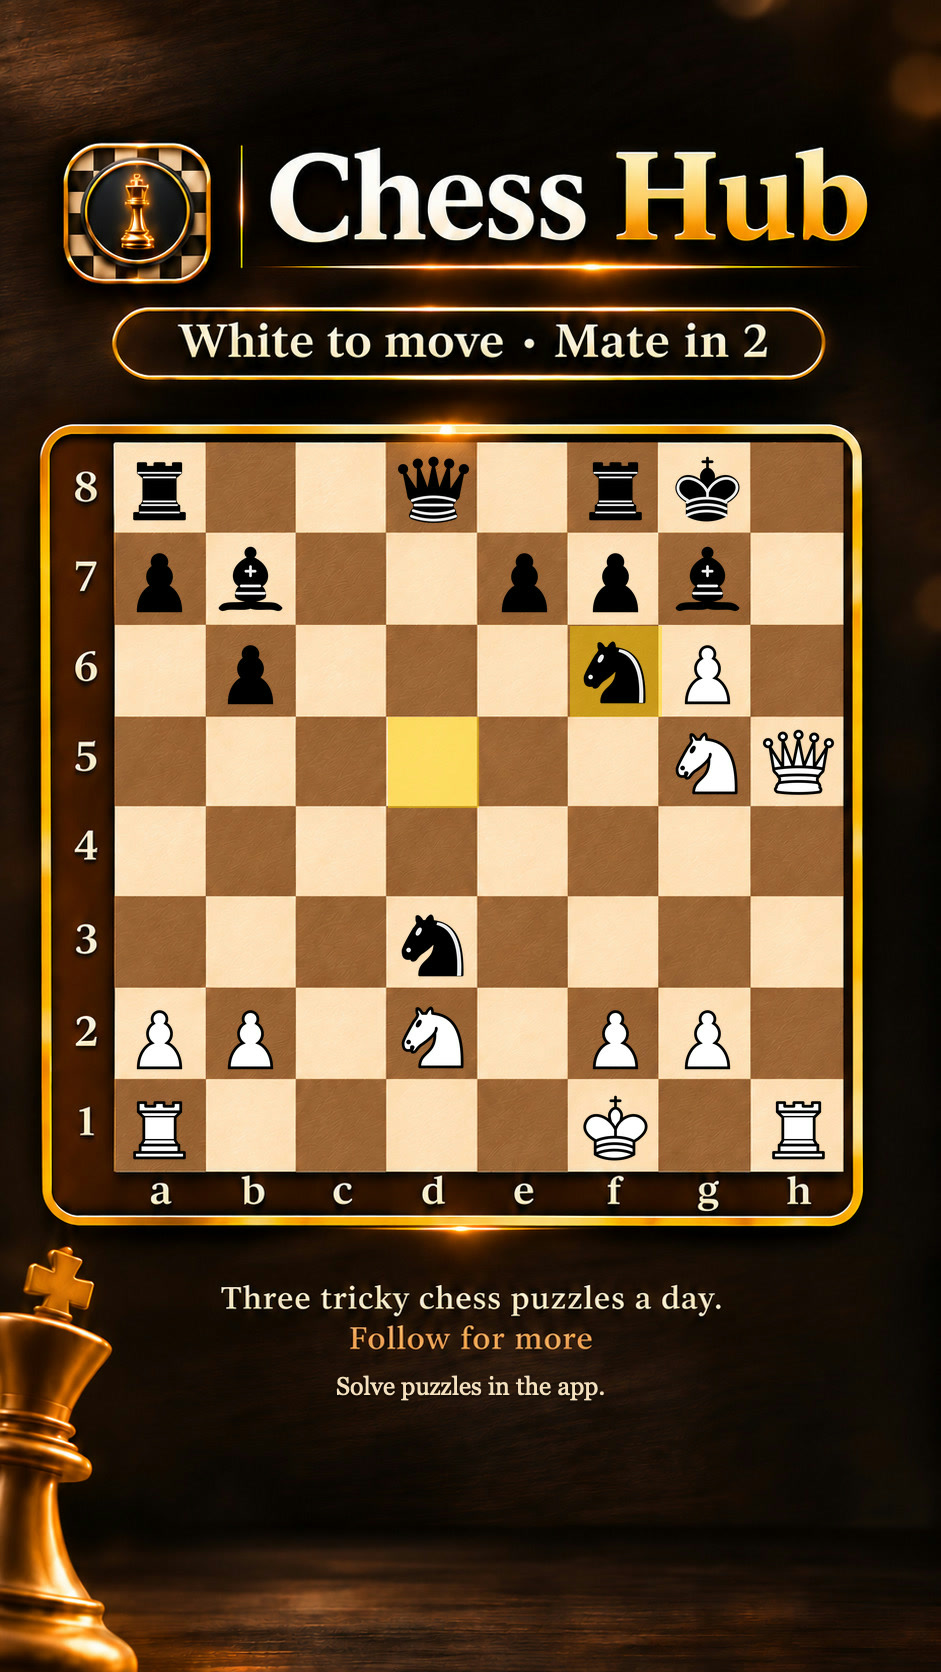 Chess Hub
White to move • Mate in 2
8
7
6
5
4
3
2
1
a b c d e f g h
Three tricky chess puzzles a day.
Follow for more
Solve puzzles in the app.